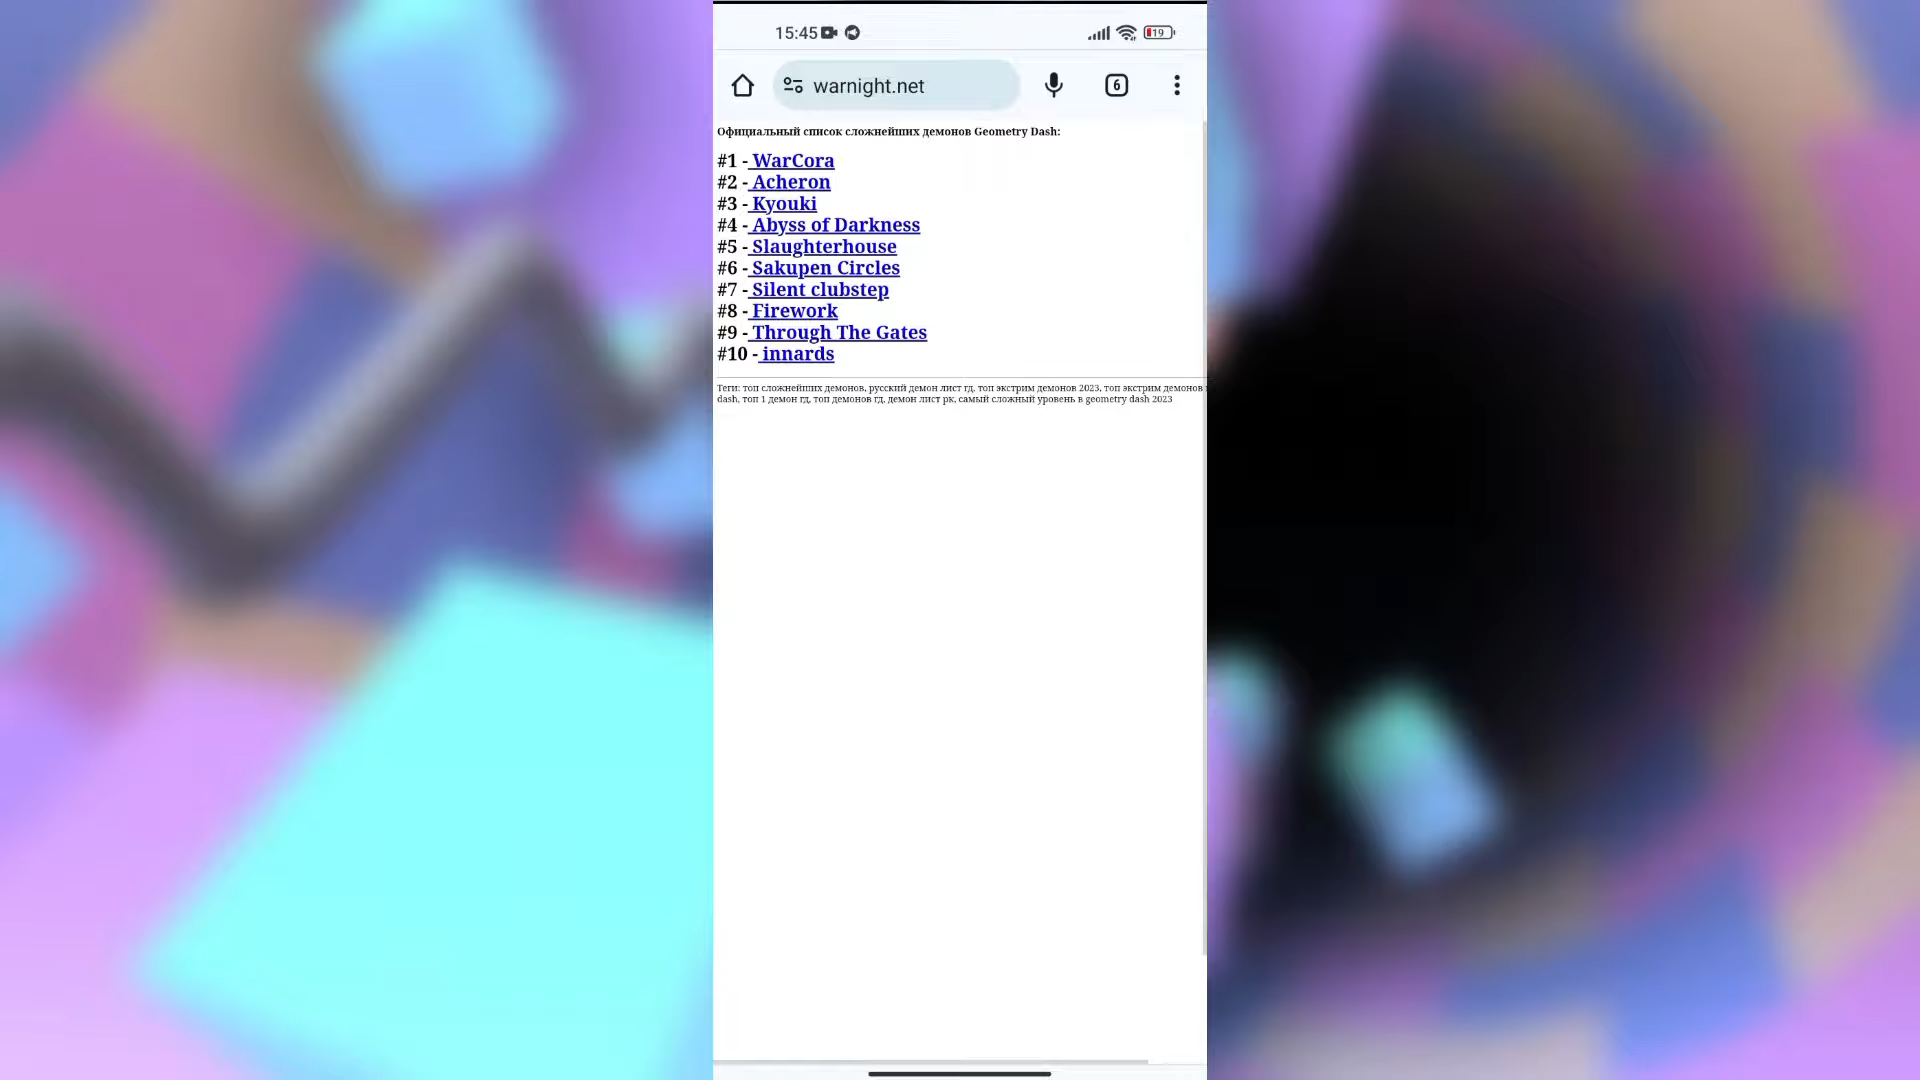 15:45
19
warnight.net
6
Официальный список сложнейших демонов Geometry Dash:
#1 - WarCora
#2 - Acheron
#3 - Kyouki
#4 - Abyss of Darkness
#5 - Slaughterhouse
#6 - Sakupen Circles
#7 - Silent clubstep
#8 - Firework
#9 - Through The Gates
#10 - innards
Теги: топ сложнейших демонов, русский демон лист гд, топ экстрим демонов 2023, топ экстрим демонов
dash, топ 1 демон гд, топ демонов гд, демон лист рк, самый сложный уровень в geometry dash 2023